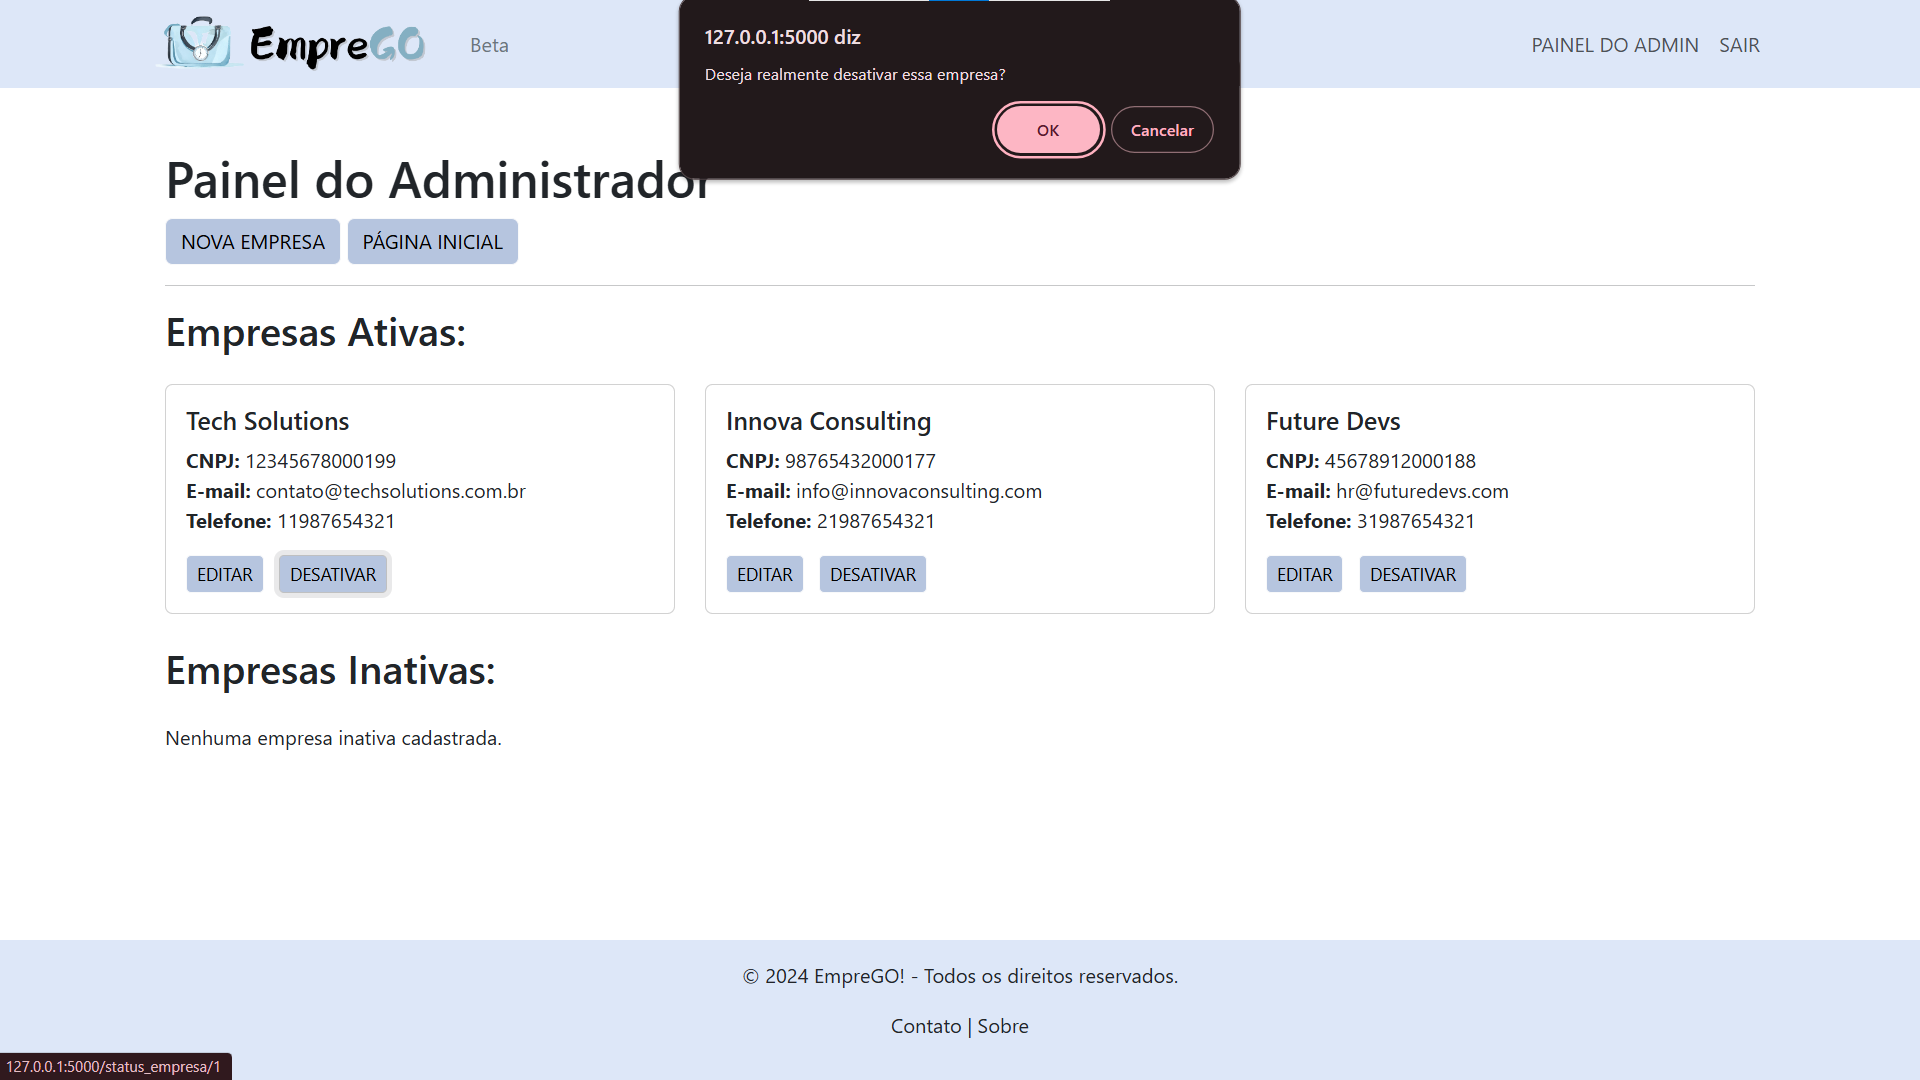 EmpreGO
Beta
127.0.0.1:5000 diz
Deseja realmente desativar essa empresa?
OK
Cancelar
PAINEL DO ADMIN
SAIR
Painel do Administrador
NOVA EMPRESA
PÁGINA INICIAL
Empresas Ativas:
Tech Solutions
CNPJ: 12345678000199
E-mail: contato@techsolutions.com.br
Telefone: 11987654321
EDITAR
DESATIVAR
Innova Consulting
CNPJ: 98765432000177
E-mail: info@innovaconsulting.com
Telefone: 21987654321
EDITAR
DESATIVAR
Future Devs
CNPJ: 45678912000188
E-mail: hr@futuredevs.com
Telefone: 31987654321
EDITAR
DESATIVAR
Empresas Inativas:
Nenhuma empresa inativa cadastrada.
© 2024 EmpreGO! - Todos os direitos reservados.
Contato | Sobre
127.0.0.1:5000/status_empresa/1